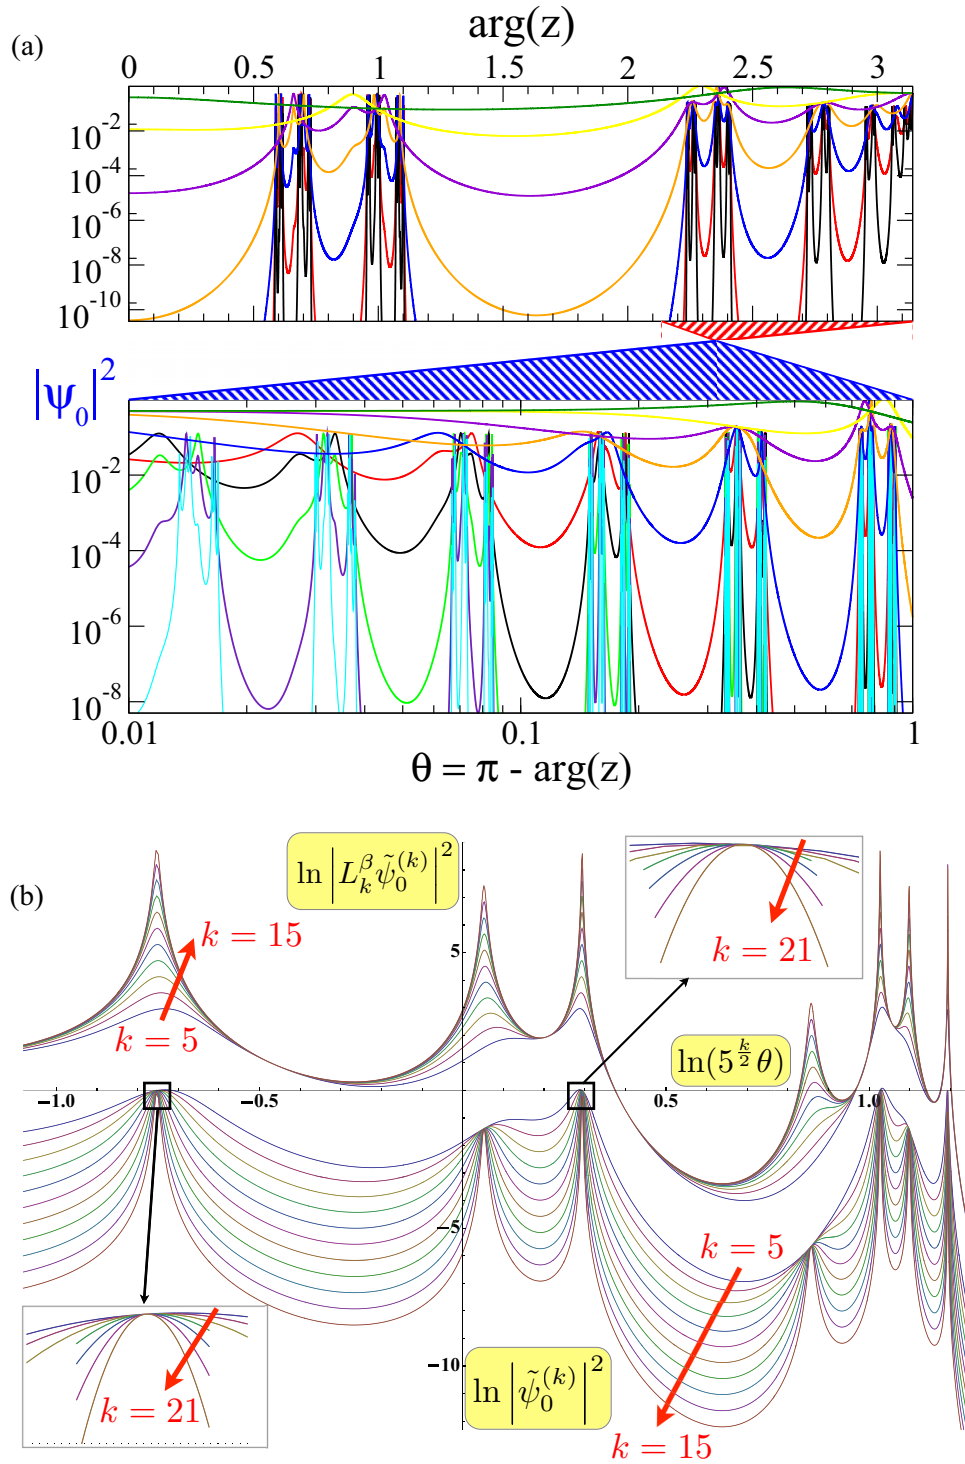 (a)
arg(z)
0 0.5 1 1.5 2 2.5 3
10^-2
10^-4
10^-6
10^-8
10^-10
|ψ_0|^2
10^-2
10^-4
10^-6
10^-8
0.01 0.1 1
θ = π - arg(z)
(b)
ln |L_k^β ψ̃_0^(k)|^2
k = 15
k = 5
5
k = 21
ln(5^{k/2} θ)
-1.0 -0.5 0.5 1.0
-5
k = 5
k = 21
-10
ln |ψ̃_0^(k)|^2
k = 15